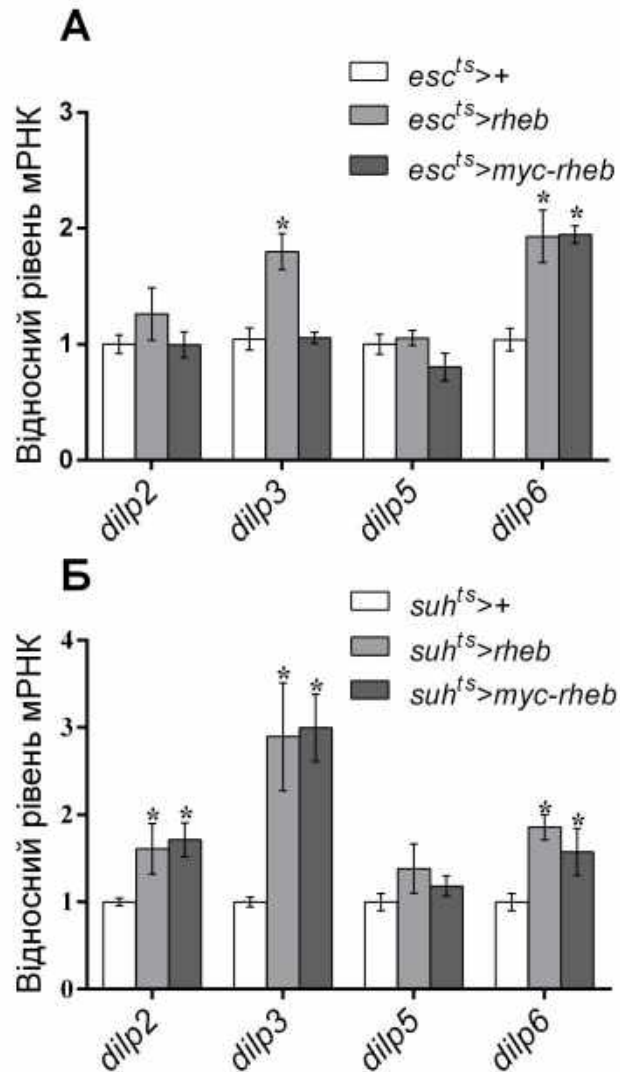 А
esc^ts>+
esc^ts>rheb
esc^ts>myc-rheb
Відносний рівень мРНК
3
2
1
0
* * *
dilp2 dilp3 dilp5 dilp6
Б
suh^ts>+
suh^ts>rheb
suh^ts>myc-rheb
Відносний рівень мРНК
4
3
2
1
0
* * * * * *
dilp2 dilp3 dilp5 dilp6